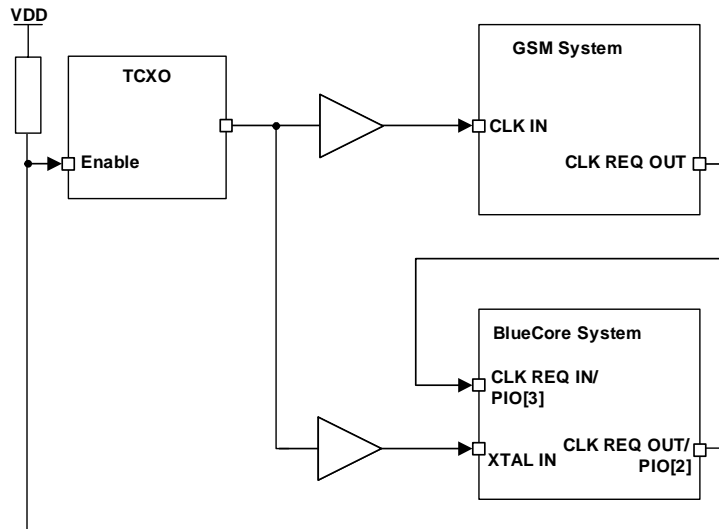 VDD
TCXO
Enable
GSM System
CLK IN
CLK REQ OUT
BlueCore System
CLK REQ IN/
PIO[3]
XTAL IN
CLK REQ OUT/
PIO[2]